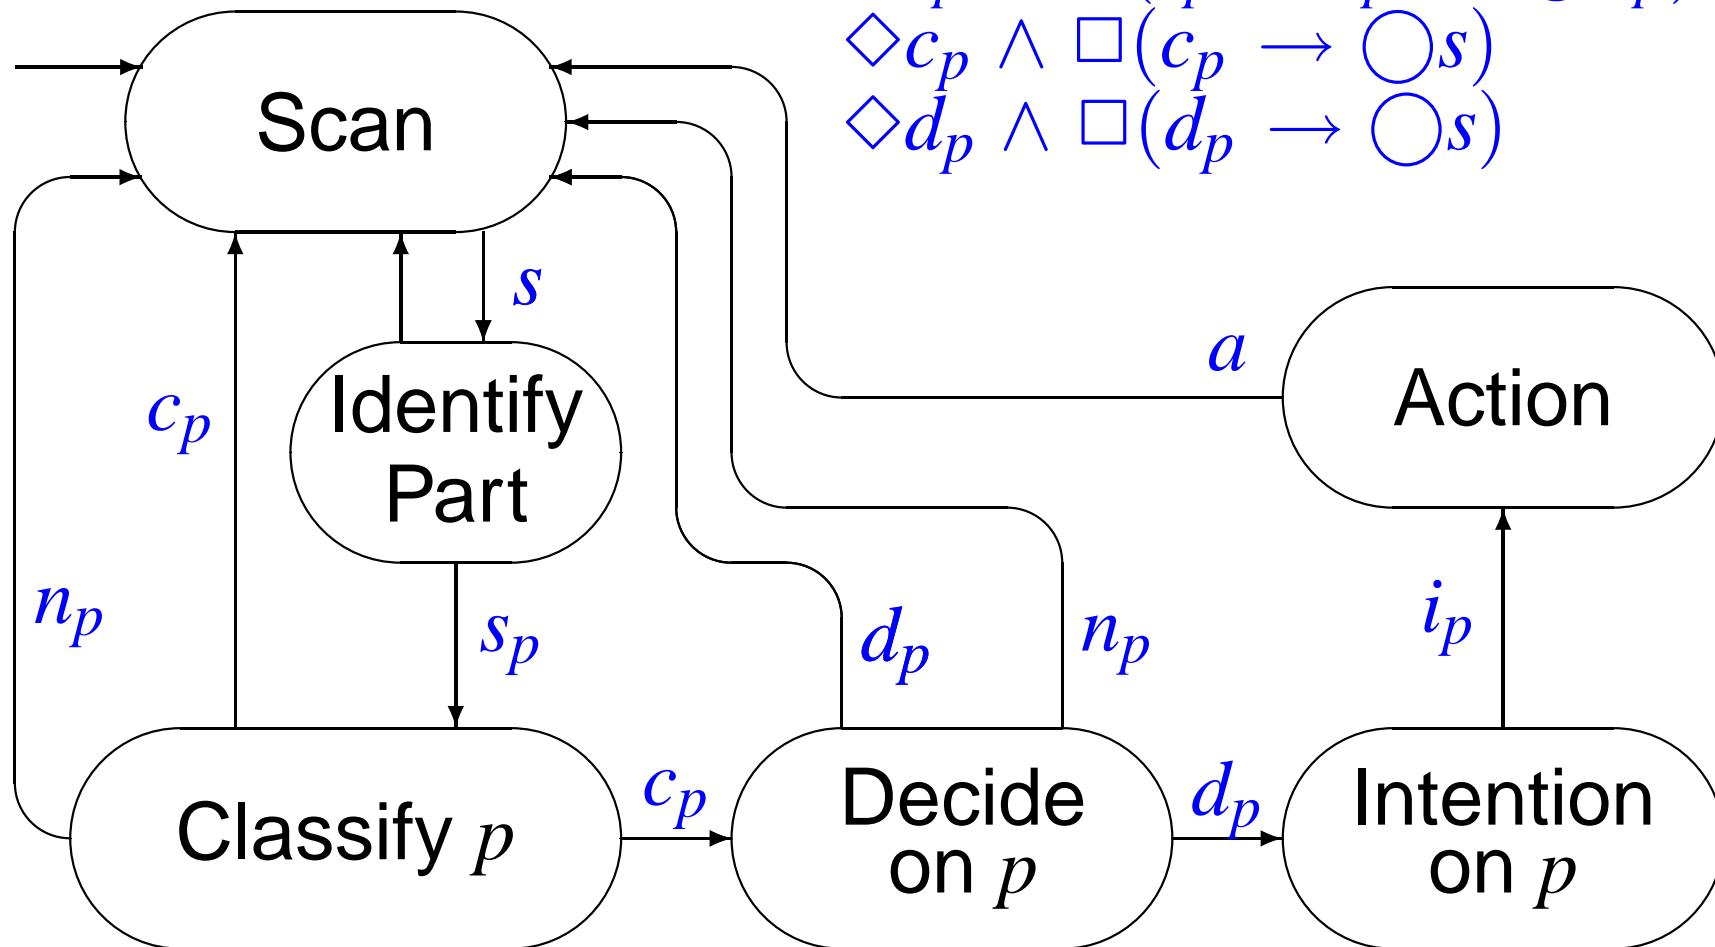 ◇c_p ∧ □(c_p → ◯s)
◇d_p ∧ □(d_p → ◯s)
Scan
s
a
Action
c_p
Identify
Part
n_p
s_p
d_p
n_p
i_p
Classify p
c_p
Decide
on p
d_p
Intention
on p